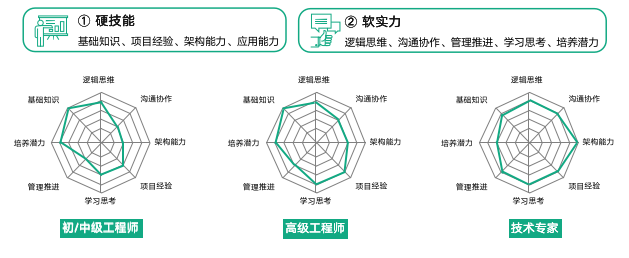 ① 硬技能
基础知识、项目经验、架构能力、应用能力
② 软实力
逻辑思维、沟通协作、管理推进、学习思考、培养潜力
逻辑思维
基础知识
沟通协作
培养潜力
架构能力
管理推进
项目经验
学习思考
初/中级工程师
逻辑思维
基础知识
沟通协作
培养潜力
架构能力
管理推进
项目经验
学习思考
高级工程师
逻辑思维
基础知识
沟通协作
培养潜力
架构能力
管理推进
项目经验
学习思考
技术专家